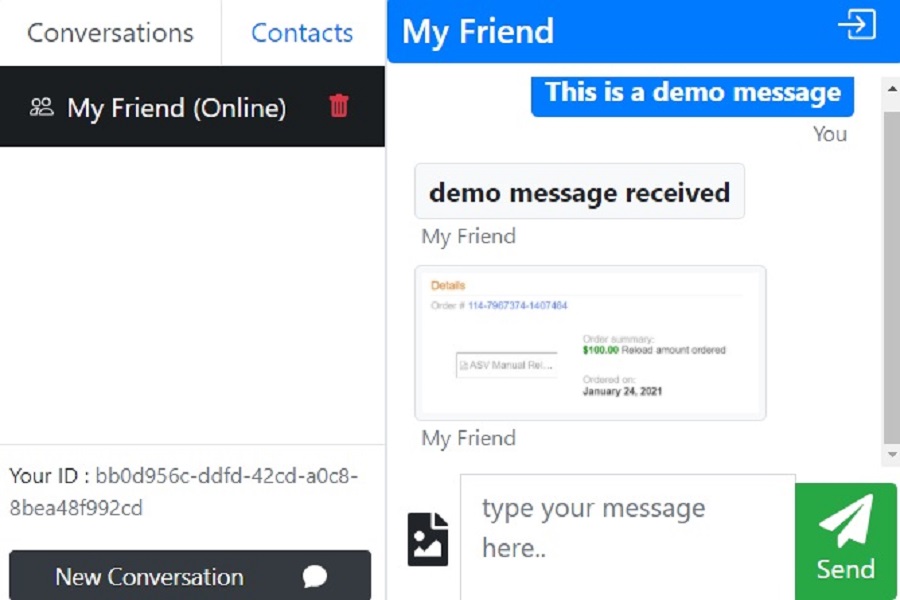 Conversations
Contacts
My Friend (Online)
Your ID : bb0d956c-ddfd-42cd-a0c8-
8bea48f992cd
New Conversation
My Friend
This is a demo message
You
demo message received
My Friend
Details
Order # 114-7967374-1407464
Order summary:
$100.00 Reload amount ordered
ASV Manual Rel...
Ordered on:
January 24, 2021
My Friend
type your message
here..
Send